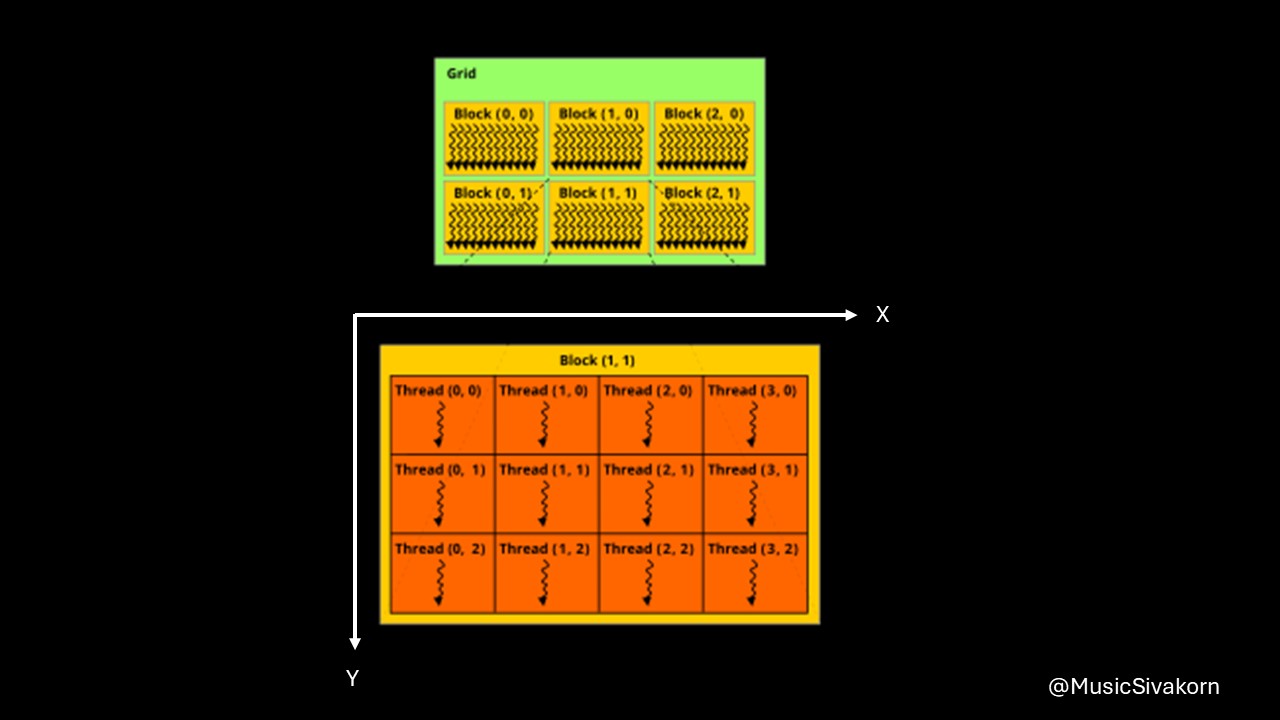 Grid
Block (0, 0) Block (1, 0) Block (2, 0)
Block (0, 1) Block (1, 1) Block (2, 1)
X
Block (1, 1)
Thread (0, 0) Thread (1, 0) Thread (2, 0) Thread (3, 0)
Thread (0, 1) Thread (1, 1) Thread (2, 1) Thread (3, 1)
Thread (0, 2) Thread (1, 2) Thread (2, 2) Thread (3, 2)
Y
@MusicSivakorn